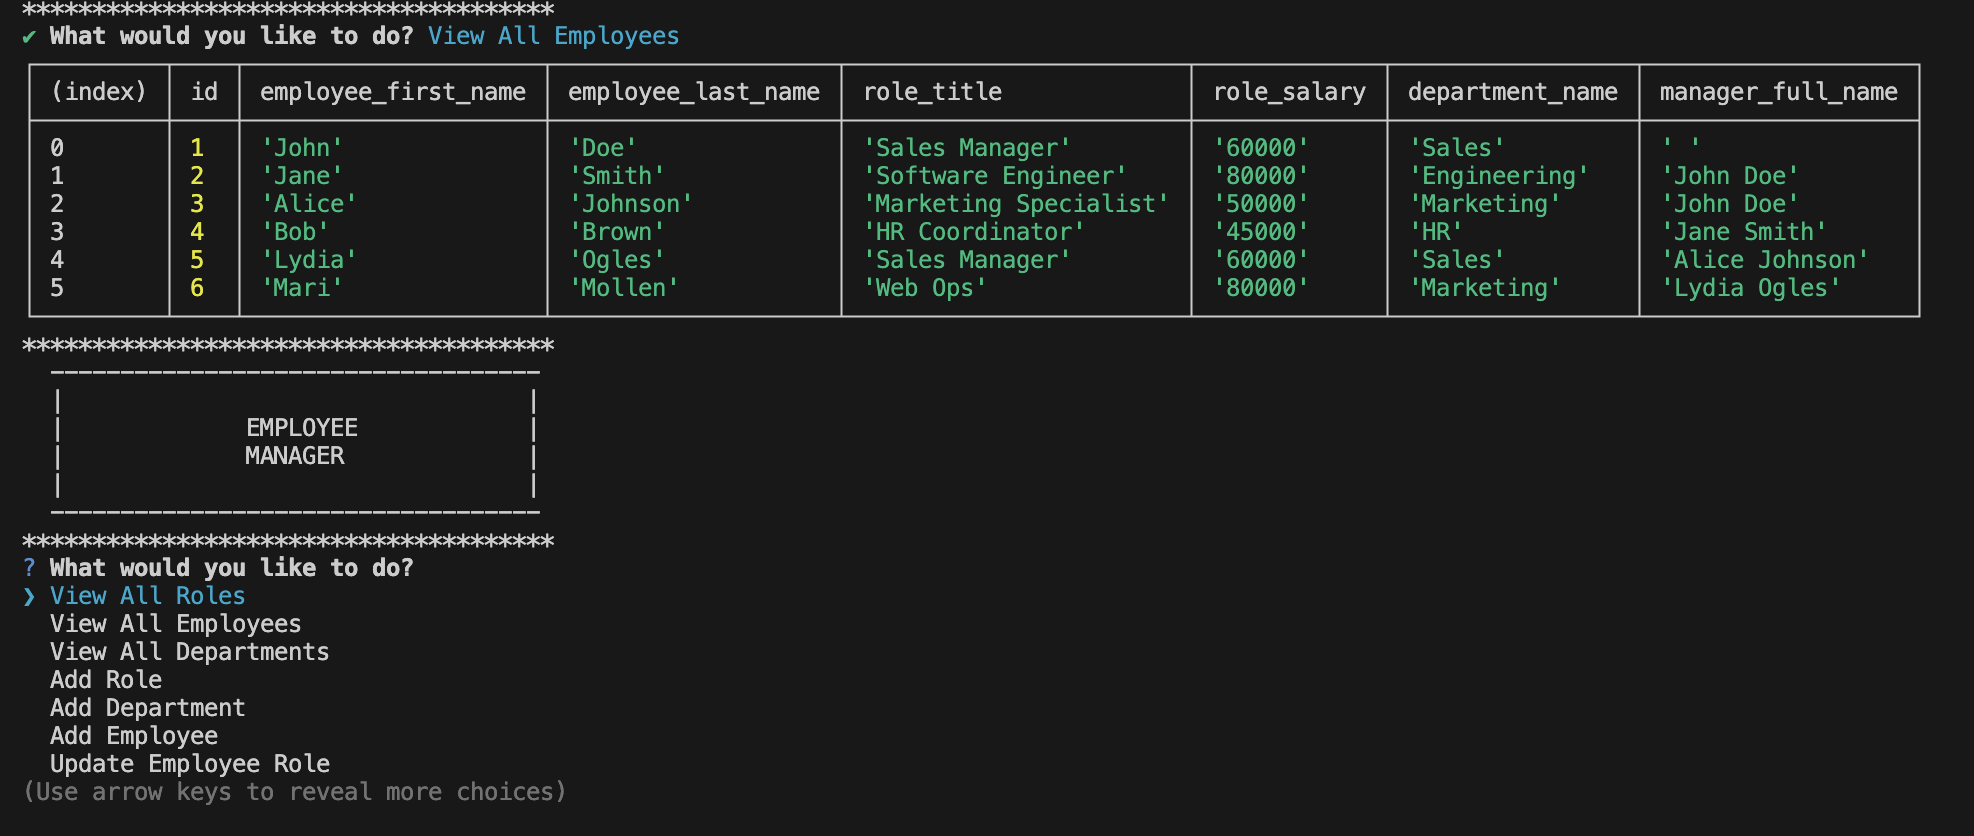 **************************************
✔ What would you like to do? View All Employees
(index) id employee_first_name employee_last_name role_title role_salary department_name manager_full_name
0 1 'John' 'Doe' 'Sales Manager' '60000' 'Sales' ' '
1 2 'Jane' 'Smith' 'Software Engineer' '80000' 'Engineering' 'John Doe'
2 3 'Alice' 'Johnson' 'Marketing Specialist' '50000' 'Marketing' 'John Doe'
3 4 'Bob' 'Brown' 'HR Coordinator' '45000' 'HR' 'Jane Smith'
4 5 'Lydia' 'Ogles' 'Sales Manager' '60000' 'Sales' 'Alice Johnson'
5 6 'Mari' 'Mollen' 'Web Ops' '80000' 'Marketing' 'Lydia Ogles'
**************************************
-----------------------------------
| |
| EMPLOYEE |
| MANAGER |
| |
-----------------------------------
**************************************
? What would you like to do?
❯ View All Roles
View All Employees
View All Departments
Add Role
Add Department
Add Employee
Update Employee Role
(Use arrow keys to reveal more choices)